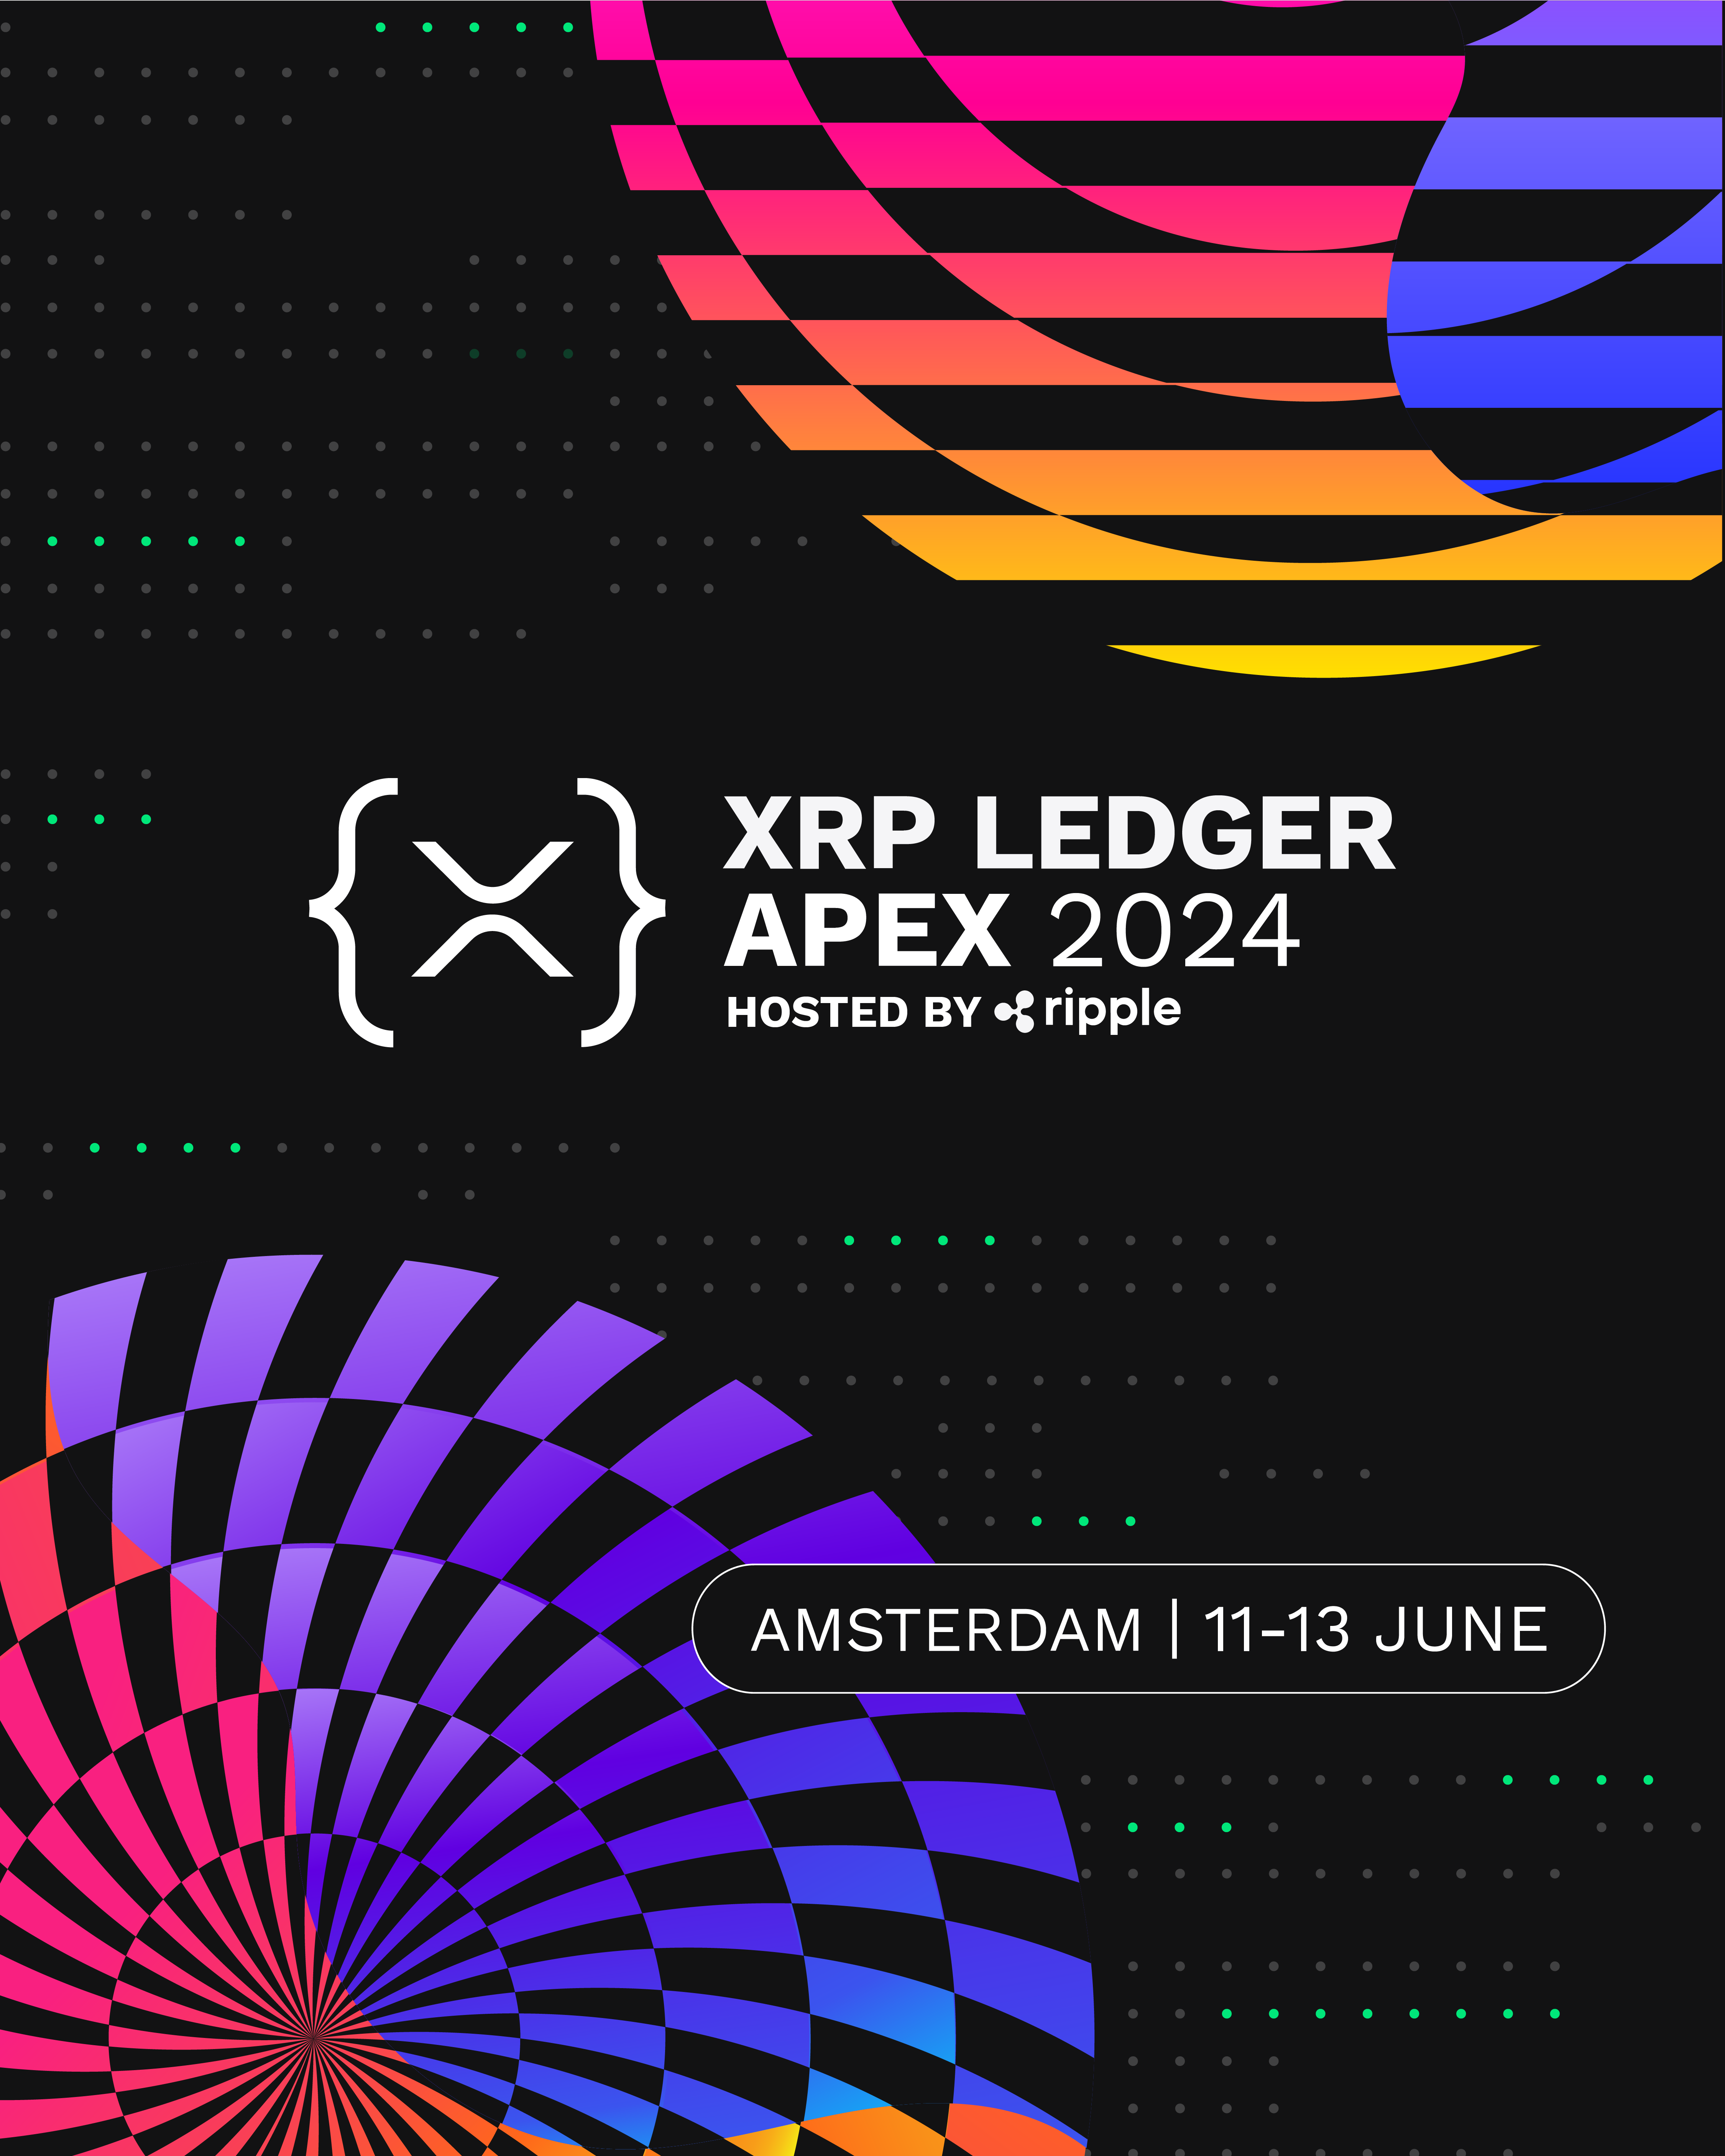 XRP LEDGER
APEX 2024
HOSTED BY ripple
AMSTERDAM | 11-13 JUNE